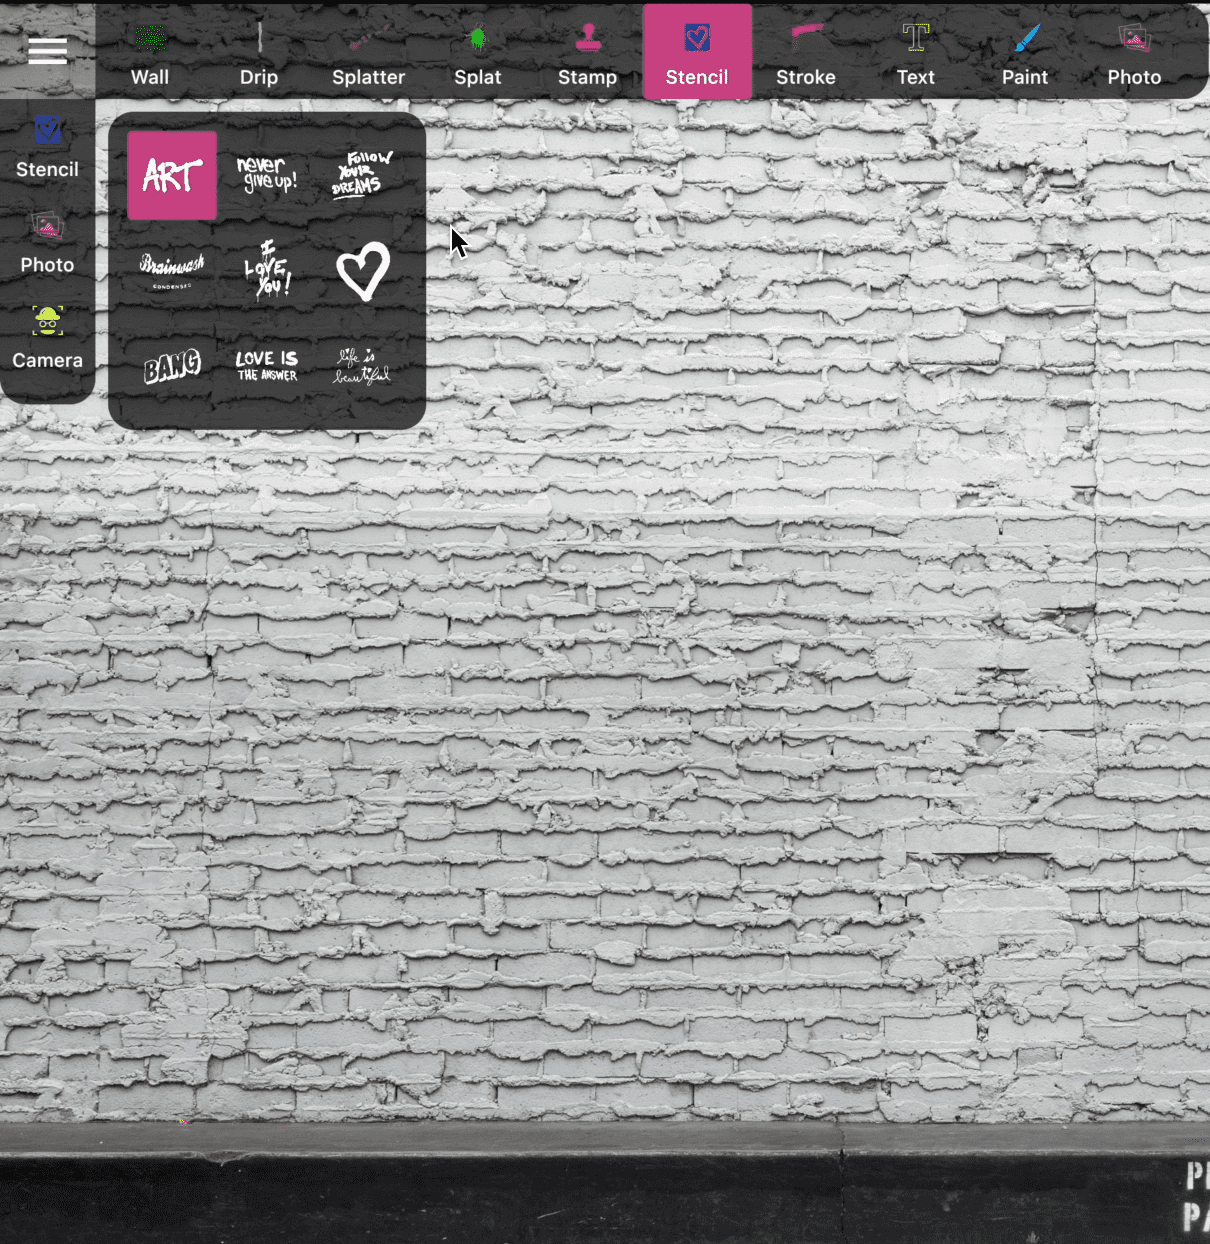 Wall
Drip
Splatter
Splat
Stamp
Stencil
Stroke
Text
Paint
Photo
Stencil
Photo
Camera
ART
never
give up!
Follow
YOUR
DREAMS
Brainwash
CONDENSED
I
LOVE
You!
BANG
LOVE IS
THE ANSWER
life is
beautiful